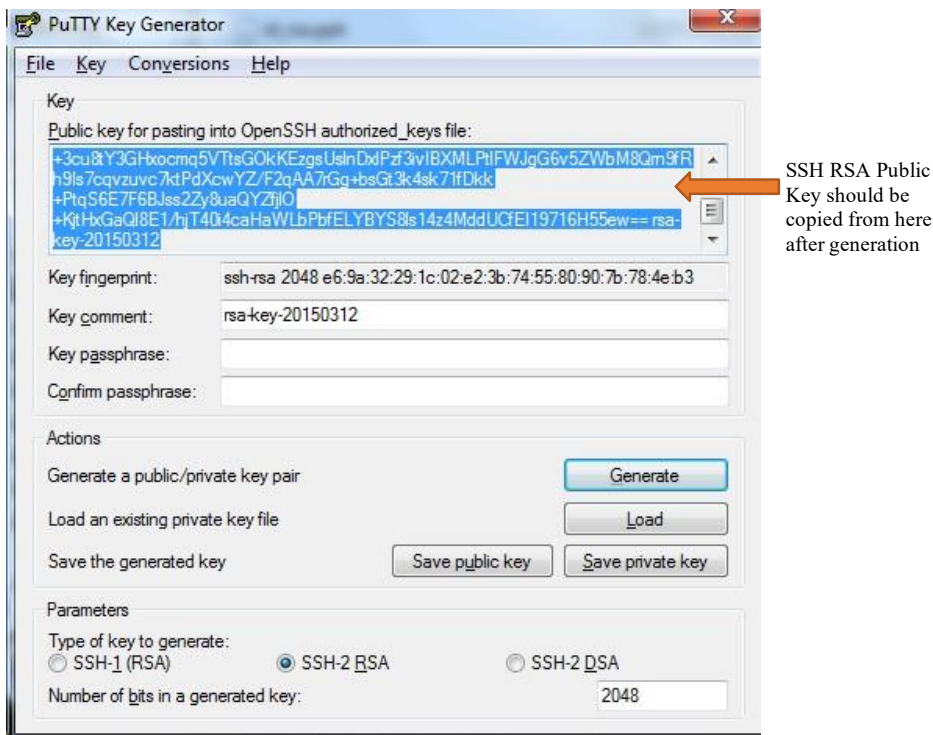 PuTTY Key Generator
File Key Conversions Help
Key
Public key for pasting into OpenSSH authorized_keys file:
+3cu8tY3GHxocmq5VTtsGOkKEzgsUsInDxlPzf3ivIBXMLPtIFWJgG6v5ZWbM8Qm9fR
h9Is7cqvzuvc7ktPdXcwYZ/F2qAA7rGg+bsGt3k4sk71fDkk
+PtqS6E7F6BJss2Zy8uaQYZfjIO
+KjtHxGaQI8E1/hjT40i4caHaWLbPbfELYBYS8ls14z4MddUCfEI19716H55ew== rsa-
key-20150312
SSH RSA Public
Key should be
copied from here
after generation
Key fingerprint: ssh-rsa 2048 e6:9a:32:29:1c:02:e2:3b:74:55:80:90:7b:78:4e:b3
Key comment: rsa-key-20150312
Key passphrase:
Confirm passphrase:
Actions
Generate a public/private key pair Generate
Load an existing private key file Load
Save the generated key Save public key Save private key
Parameters
Type of key to generate:
SSH-1 (RSA) SSH-2 RSA SSH-2 DSA
Number of bits in a generated key: 2048